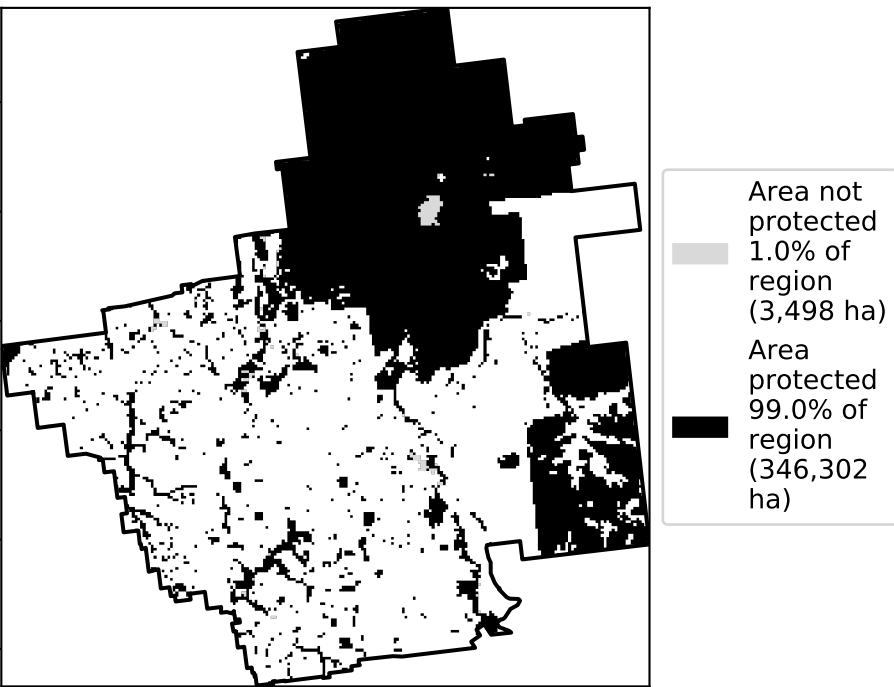 Area not
protected
1.0% of
region
(3,498 ha)
Area
protected
99.0% of
region
(346,302
ha)